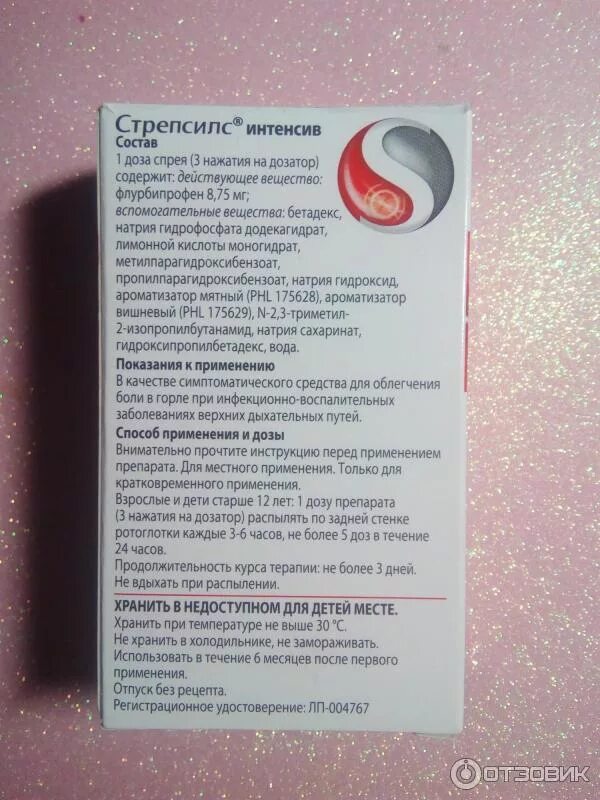 Стрепсилс® интенсив
Состав
1 доза спрея (3 нажатия на дозатор)
содержит: действующее вещество:
флурбипрофен 8,75 мг;
вспомогательные вещества: бетадекс,
натрия гидрофосфата додекагидрат,
лимонной кислоты моногидрат,
метилпарагидроксибензоат,
пропилпарагидроксибензоат, натрия гидроксид,
ароматизатор мятный (PHL 175628), ароматизатор
вишневый (PHL 175629), N-2,3-триметил-
2-изопропилбутанамид, натрия сахаринат,
гидроксипропилбетадекс, вода.
Показания к применению
В качестве симптоматического средства для облегчения
боли в горле при инфекционно-воспалительных
заболеваниях верхних дыхательных путей.
Способ применения и дозы
Внимательно прочтите инструкцию перед применением
препарата. Для местного применения. Только для
кратковременного применения.
Взрослые и дети старше 12 лет: 1 дозу препарата
(3 нажатия на дозатор) распылять по задней стенке
ротоглотки каждые 3-6 часов, не более 5 доз в течение
24 часов.
Продолжительность курса терапии: не более 3 дней.
Не вдыхать при распылении.
ХРАНИТЬ В НЕДОСТУПНОМ ДЛЯ ДЕТЕЙ МЕСТЕ.
Хранить при температуре не выше 30 °С.
Не хранить в холодильнике, не замораживать.
Использовать в течение 6 месяцев после первого
применения.
Отпуск без рецепта.
Регистрационное удостоверение: ЛП-004767
ОТЗОВИК